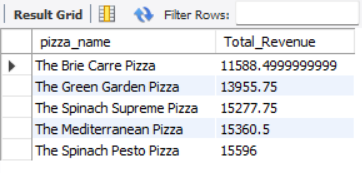 Result Grid Filter Rows:
pizza_name Total_Revenue
The Brie Carre Pizza 11588.4999999999
The Green Garden Pizza 13955.75
The Spinach Supreme Pizza 15277.75
The Mediterranean Pizza 15360.5
The Spinach Pesto Pizza 15596